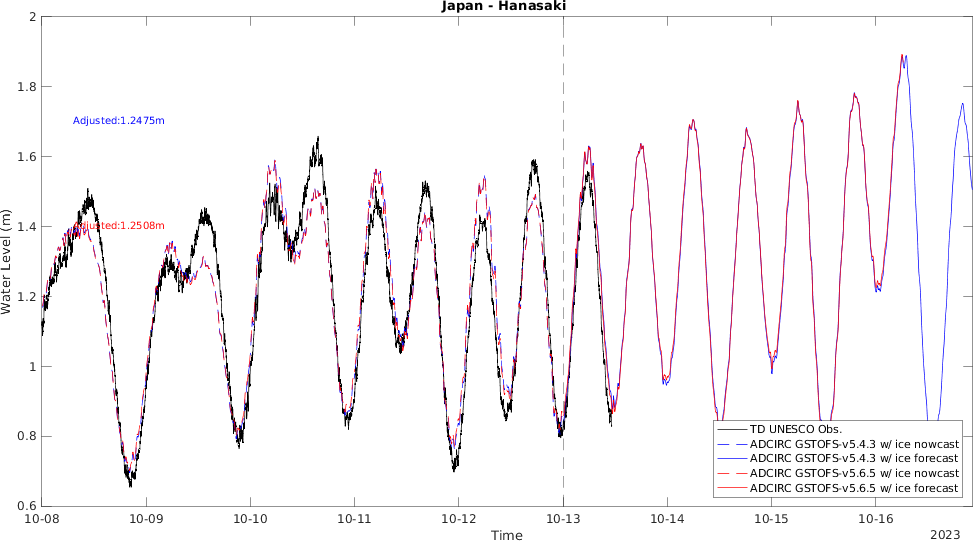 Japan - Hanasaki
2
1.8
1.6
1.4
1.2
1
0.8
0.6
Water Level (m)
Adjusted:1.2475m
Adjusted:1.2508m
TD UNESCO Obs.
ADCIRC GSTOFS-v5.4.3 w/ ice nowcast
ADCIRC GSTOFS-v5.4.3 w/ ice forecast
ADCIRC GSTOFS-v5.6.5 w/ ice nowcast
ADCIRC GSTOFS-v5.6.5 w/ ice forecast
10-08 10-09 10-10 10-11 10-12 10-13 10-14 10-15 10-16
Time
2023